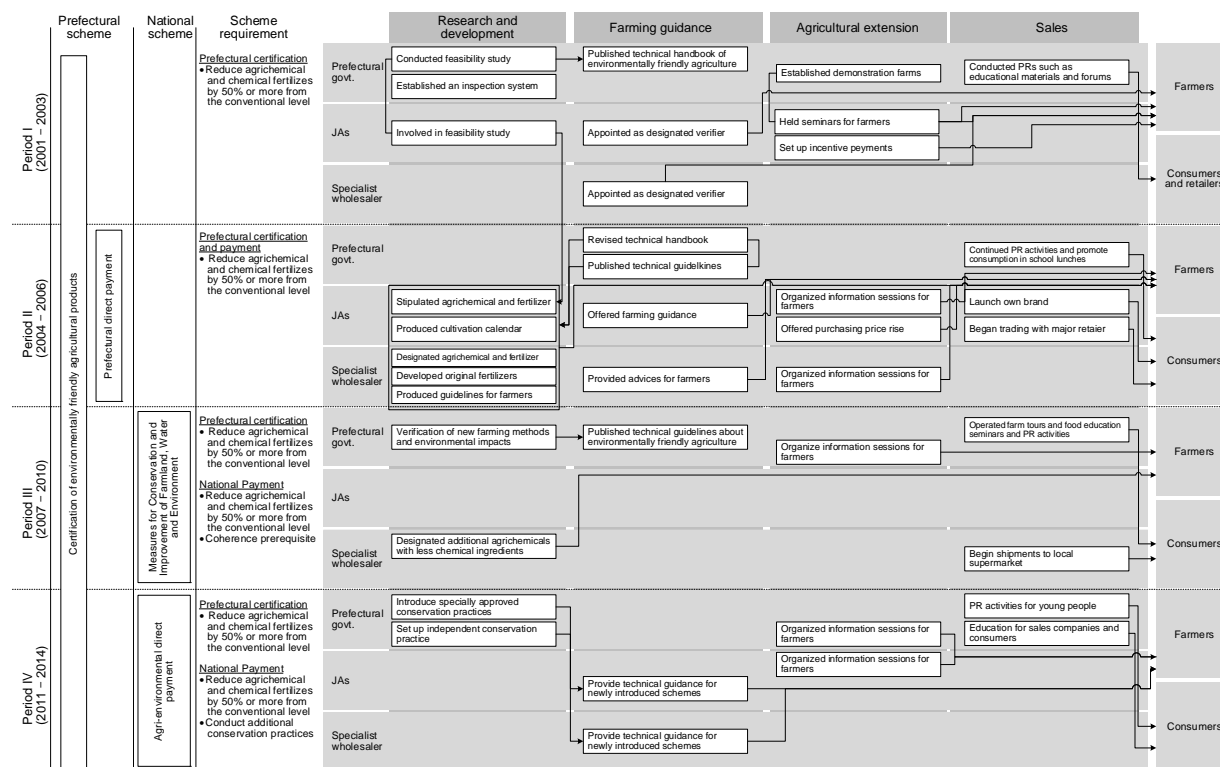 Prefectural
scheme
National
scheme
Scheme
requirement
Research and
development
Farming guidance
Agricultural extension
Sales
Certification of environmentally friendly agricultural products
Period I
(2001 – 2003)
Prefectural certification
•Reduce agrichemical
and chemical fertilizes
by 50% or more from
the conventional level
Prefectural
govt.
Conducted feasibility study
Established an inspection system
Published technical handbook of
environmentally friendly agriculture
Established demonstration farms
Conducted PRs such as
educational materials and forums
Farmers
JAs
Involved in feasibility study
Appointed as designated verifier
Held seminars for farmers
Set up incentive payments
Specialist
wholesaler
Appointed as designated verifier
Consumers
and retailers
Period II
(2004 – 2006)
Prefectural direct payment
Prefectural certification
and payment
• Reduce agrichemical
and chemical fertilizes
by 50% or more from
the conventional level
Prefectural
govt.
Revised technical handbook
Published technical guidelkines
Continued PR activities and promote
consumption in school lunches
Farmers
JAs
Stipulated agrichemical and fertilizer
Produced cultivation calendar
Offered farming guidance
Organized information sessions for
farmers
Offered purchasing price rise
Launch own brand
Began trading with major retaier
Specialist
wholesaler
Designated agrichemical and fertilizer
Developed original fertilizers
Produced guidelines for farmers
Provided advices for farmers
Organized information sessions for
farmers
Consumers
Period III
(2007 – 2010)
Measures for Conservation and
Improvement of Farmland, Water
and Environment
Prefectural certification
• Reduce agrichemical
and chemical fertilizes
by 50% or more from
the conventional level
National Payment
•Reduce agrichemical
and chemical fertilizes
by 50% or more from
the conventional level
•Coherence prerequisite
Prefectural
govt.
Verification of new farming methods
and environmental impacts
Published technical guidelines about
environmentally friendly agriculture
Organize information sessions for
farmers
Operated farm tours and food education
seminars and PR activities
Farmers
JAs
Specialist
wholesaler
Designated additional agrichemicals
with less chemical ingredients
Begin shipments to local
supermarket
Consumers
Period IV
(2011 – 2014)
Agri-environmental direct
payment
Prefectural certification
• Reduce agrichemical
and chemical fertilizes
by 50% or more from
the conventional level
National Payment
•Reduce agrichemical
and chemical fertilizes
by 50% or more from
the conventional level
•Conduct additional
conservation practices
Prefectural
govt.
Introduce specially approved
conservation practices
Set up independent conservation
practice
Organized information sessions for
farmers
PR activities for young people
Education for sales companies and
consumers
Farmers
JAs
Organized information sessions for
farmers
Provide technical guidance for
newly introduced schemes
Specialist
wholesaler
Provide technical guidance for
newly introduced schemes
Consumers